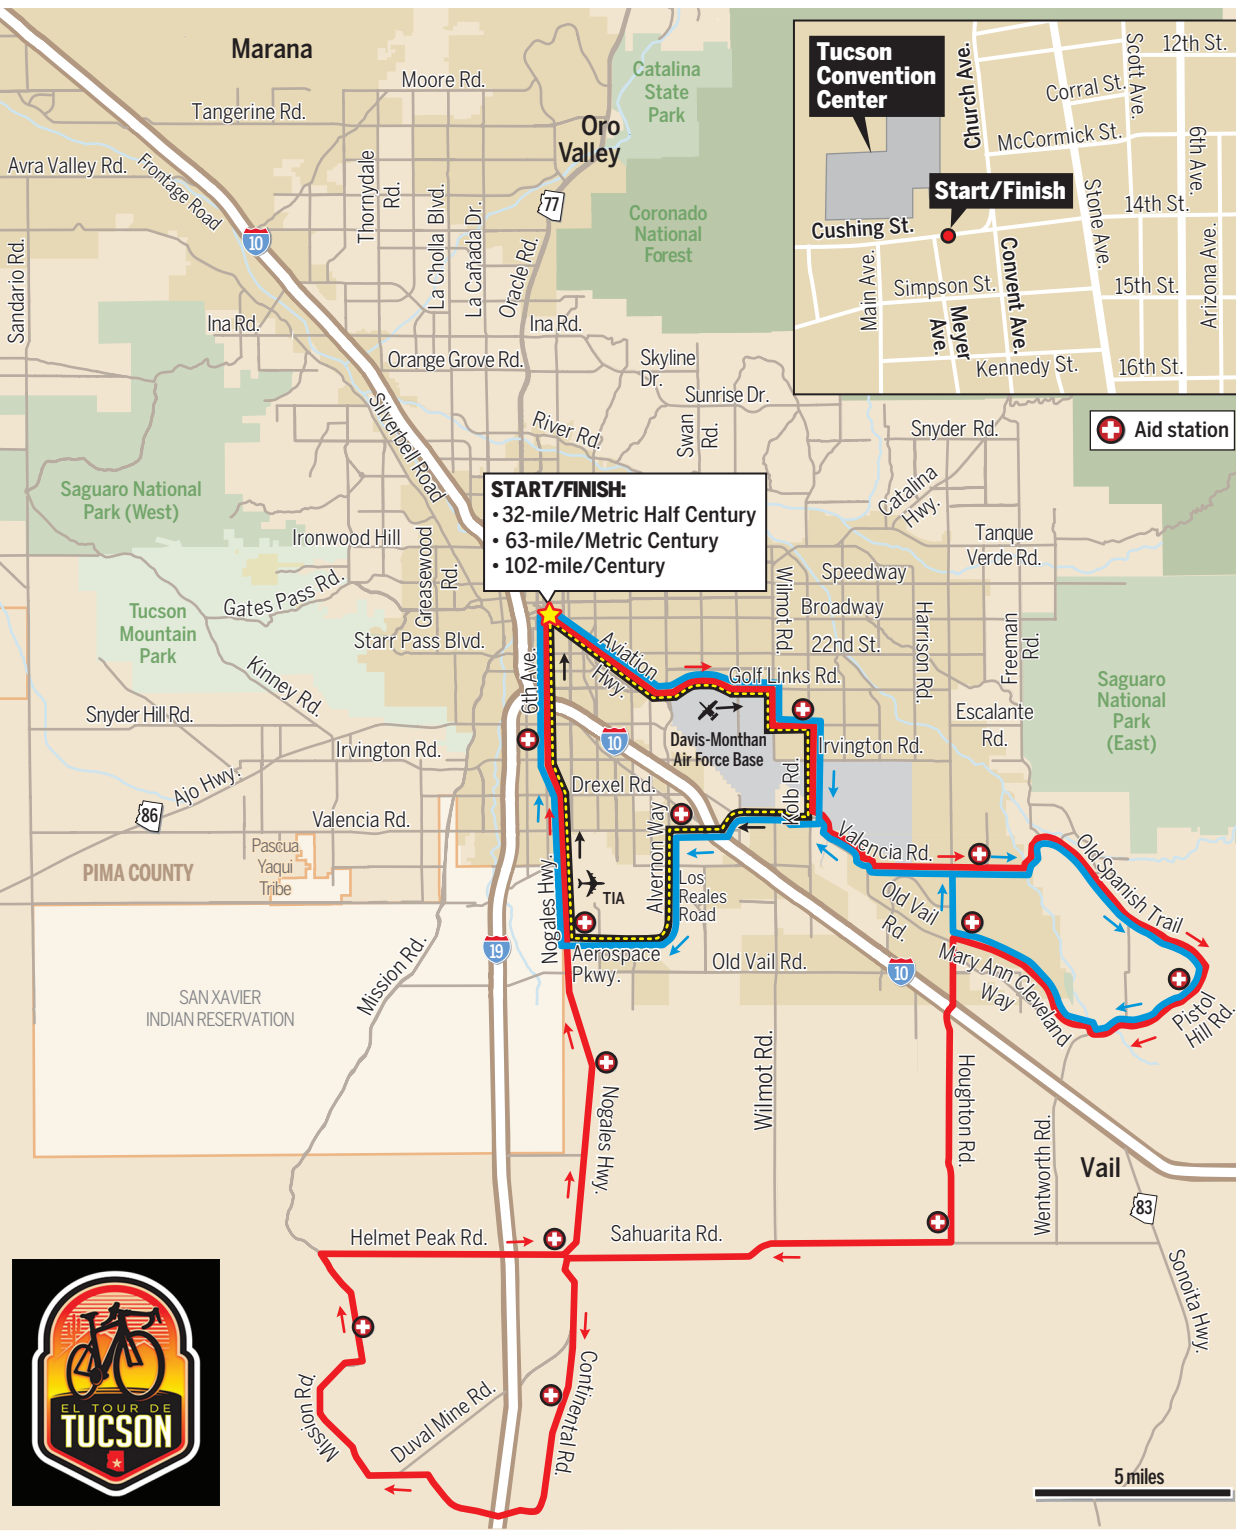 Marana
Moore Rd.
Tangerine Rd.
Catalina
State
Park
Oro
Valley
Avra Valley Rd.
Frontage Road
Thornydale
Rd.
La Cholla Blvd.
La Cañada Dr.
Oracle Rd.
77
Coronado
National
Forest
10
Sandario Rd.
Ina Rd.
Ina Rd.
Orange Grove Rd.
Skyline
Dr.
Sunrise Dr.
Silverbell Road
River Rd.
Swan
Rd.
Snyder Rd.
Catalina
Hwy.
Tucson
Convention
Center
Church Ave.
Scott Ave.
12th St.
Corral St.
McCormick St.
6th Ave.
Start/Finish
Stone Ave.
14th St.
Cushing St.
Main Ave.
Simpson St.
Convent Ave.
15th St.
Arizona Ave.
Meyer
Ave.
Kennedy St.
16th St.
Aid station
Saguaro National
Park (West)
START/FINISH:
• 32-mile/Metric Half Century
• 63-mile/Metric Century
• 102-mile/Century
Ironwood Hill
Greasewood
Rd.
Gates Pass Rd.
Tanque
Verde Rd.
Speedway
Wilmot Rd.
Broadway
22nd St.
Harrison Rd.
Freeman
Rd.
Tucson
Mountain
Park
Starr Pass Blvd.
Kinney Rd.
6th Ave.
Aviation
Hwy.
Golf Links Rd.
Saguaro
National
Park
(East)
Snyder Hill Rd.
Irvington Rd.
10
Davis-Monthan
Air Force Base
Irvington Rd.
Escalante
Rd.
Ajo Hwy.
86
Drexel Rd.
Kolb Rd.
Valencia Rd.
Alvernon Way
Valencia Rd.
Old Spanish Trail
PIMA COUNTY
Pascua
Yaqui
Tribe
Nogales Hwy.
TIA
Los
Reales
Road
Old Vail
Rd.
Mission Rd.
19
Aerospace
Pkwy.
Old Vail Rd.
10
Mary Ann Cleveland
Way
Pistol
Hill Rd.
SAN XAVIER
INDIAN RESERVATION
Wilmot Rd.
Nogales Hwy.
Houghton Rd.
Wentworth Rd.
Vail
83
Helmet Peak Rd.
Sahuarita Rd.
Sonoita Hwy.
Mission Rd.
Duval Mine Rd.
Continental Rd.
EL TOUR DE
TUCSON
5 miles